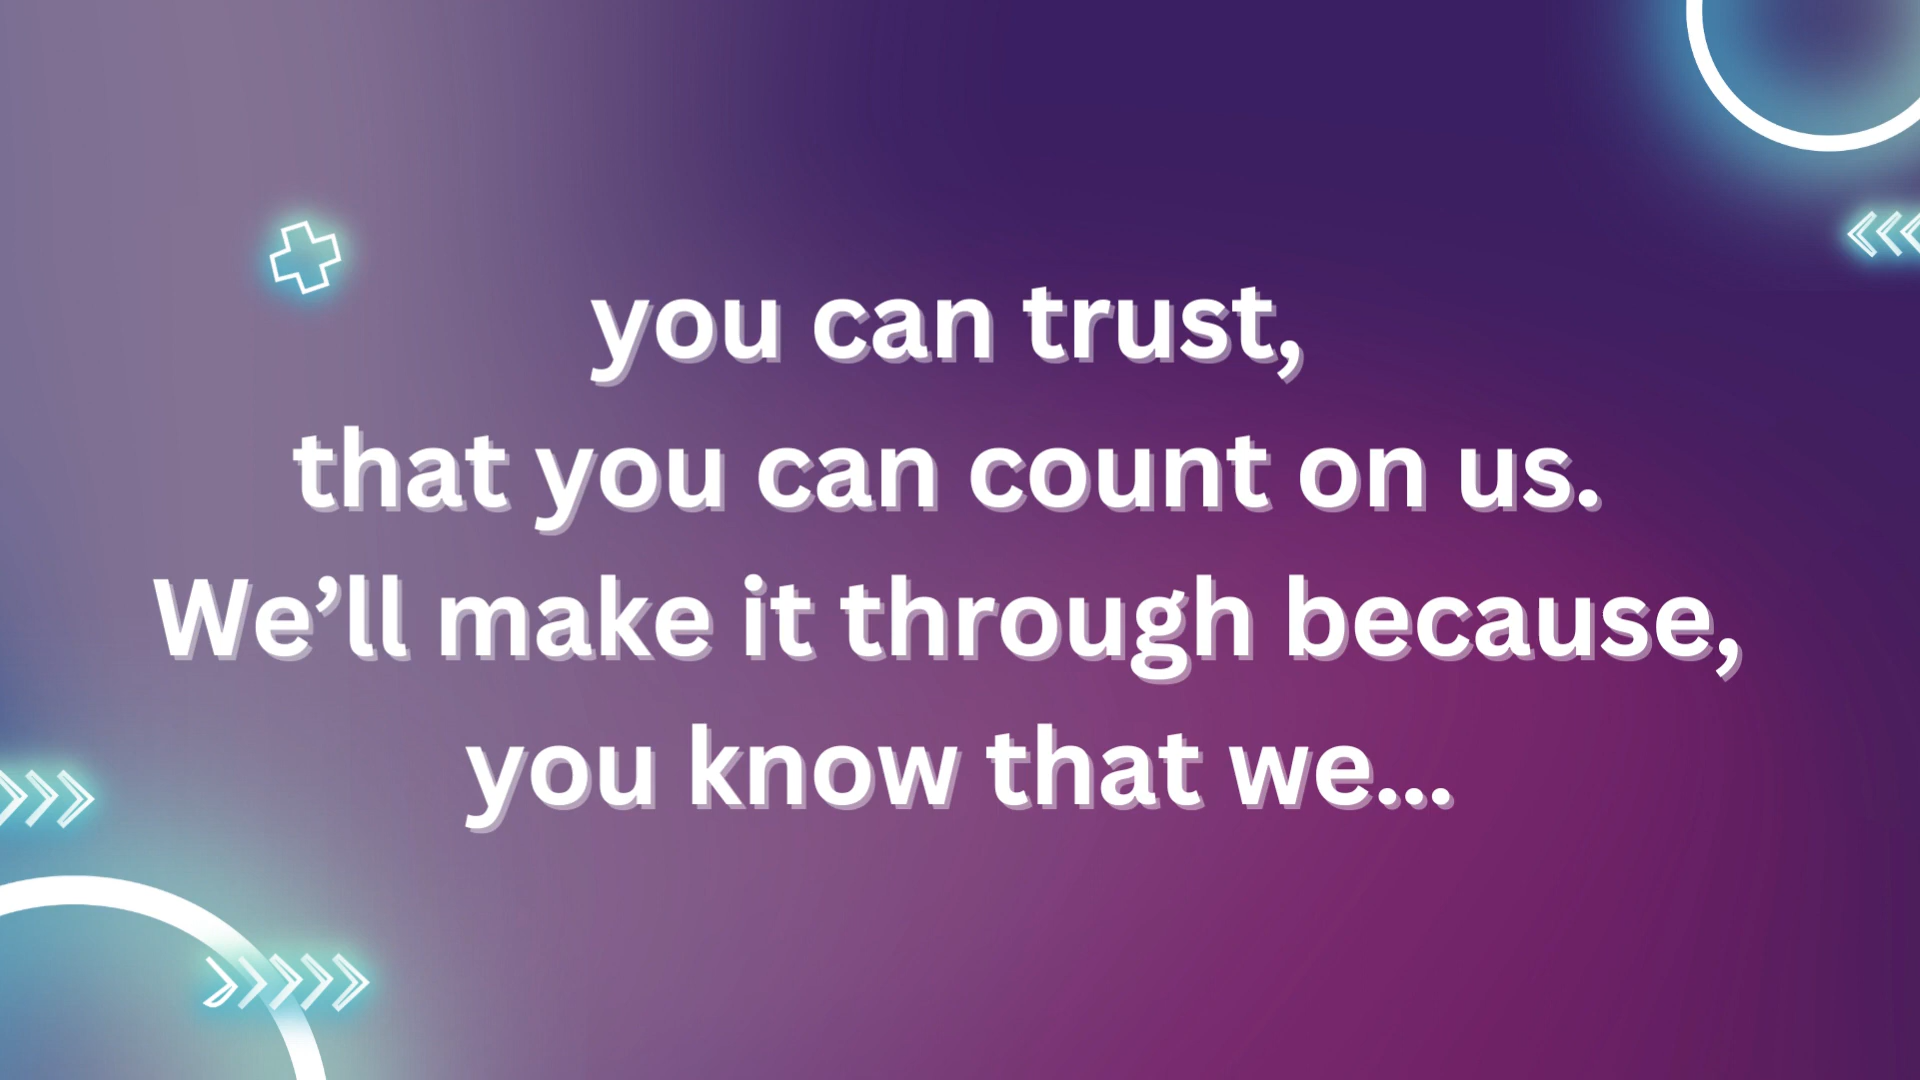 you can trust,
that you can count on us.
We’ll make it through because,
you know that we...